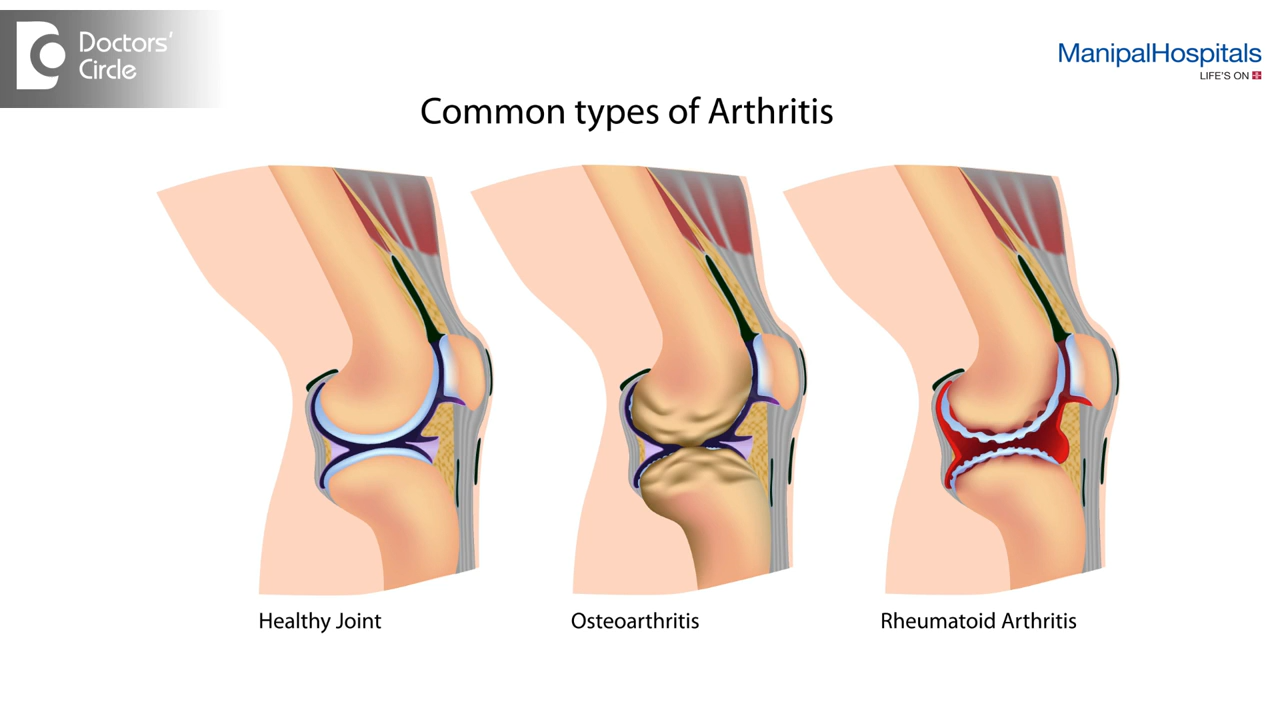 Doctors'
Circle
ManipalHospitals
LIFE'S ON
Common types of Arthritis
Healthy Joint
Osteoarthritis
Rheumatoid Arthritis